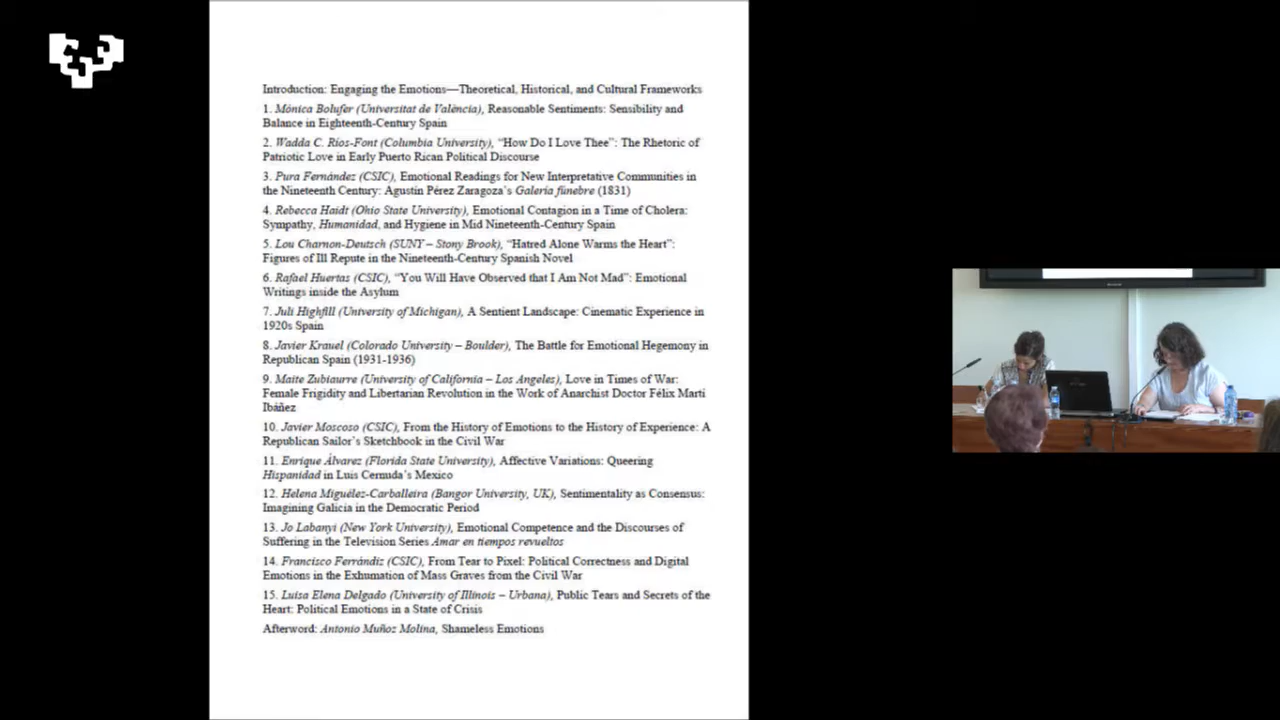 Introduction: Engaging the Emotions—Theoretical, Historical, and Cultural Frameworks
1. Mónica Bolufer (Universitat de València), Reasonable Sentiments: Sensibility and
Balance in Eighteenth-Century Spain
2. Wadda C. Ríos-Font (Columbia University), “How Do I Love Thee”: The Rhetoric of
Patriotic Love in Early Puerto Rican Political Discourse
3. Pura Fernández (CSIC), Emotional Readings for New Interpretative Communities in
the Nineteenth Century: Agustín Pérez Zaragoza’s Galería fúnebre (1831)
4. Rebecca Haidt (Ohio State University), Emotional Contagion in a Time of Cholera:
Sympathy, Humanidad, and Hygiene in Mid Nineteenth-Century Spain
5. Lou Charnon-Deutsch (SUNY – Stony Brook), “Hatred Alone Warms the Heart”:
Figures of Ill Repute in the Nineteenth-Century Spanish Novel
6. Rafael Huertas (CSIC), “You Will Have Observed that I Am Not Mad”: Emotional
Writings inside the Asylum
7. Juli Highfill (University of Michigan), A Sentient Landscape: Cinematic Experience in
1920s Spain
8. Javier Krauel (Colorado University – Boulder), The Battle for Emotional Hegemony in
Republican Spain (1931-1936)
9. Maite Zubiaurre (University of California – Los Angeles), Love in Times of War:
Female Frigidity and Libertarian Revolution in the Work of Anarchist Doctor Félix Martí
Ibáñez
10. Javier Moscoso (CSIC), From the History of Emotions to the History of Experience: A
Republican Sailor’s Sketchbook in the Civil War
11. Enrique Álvarez (Florida State University), Affective Variations: Queering
Hispanidad in Luis Cernuda’s Mexico
12. Helena Miguélez-Carballeira (Bangor University, UK), Sentimentality as Consensus:
Imagining Galicia in the Democratic Period
13. Jo Labanyi (New York University), Emotional Competence and the Discourses of
Suffering in the Television Series Amar en tiempos revueltos
14. Francisco Ferrándiz (CSIC), From Tear to Pixel: Political Correctness and Digital
Emotions in the Exhumation of Mass Graves from the Civil War
15. Luisa Elena Delgado (University of Illinois – Urbana), Public Tears and Secrets of the
Heart: Political Emotions in a State of Crisis
Afterword: Antonio Muñoz Molina, Shameless Emotions